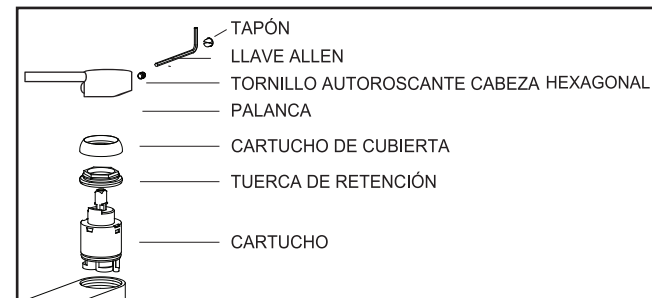 TAPÓN
LLAVE ALLEN
TORNILLO AUTOROSCANTE CABEZA HEXAGONAL
PALANCA
CARTUCHO DE CUBIERTA
TUERCA DE RETENCIÓN
CARTUCHO